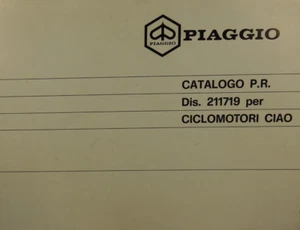 PIAGGIO
PIAGGIO
CATALOGO P.R.
Dis. 211719 per
CICLOMOTORI CIAO